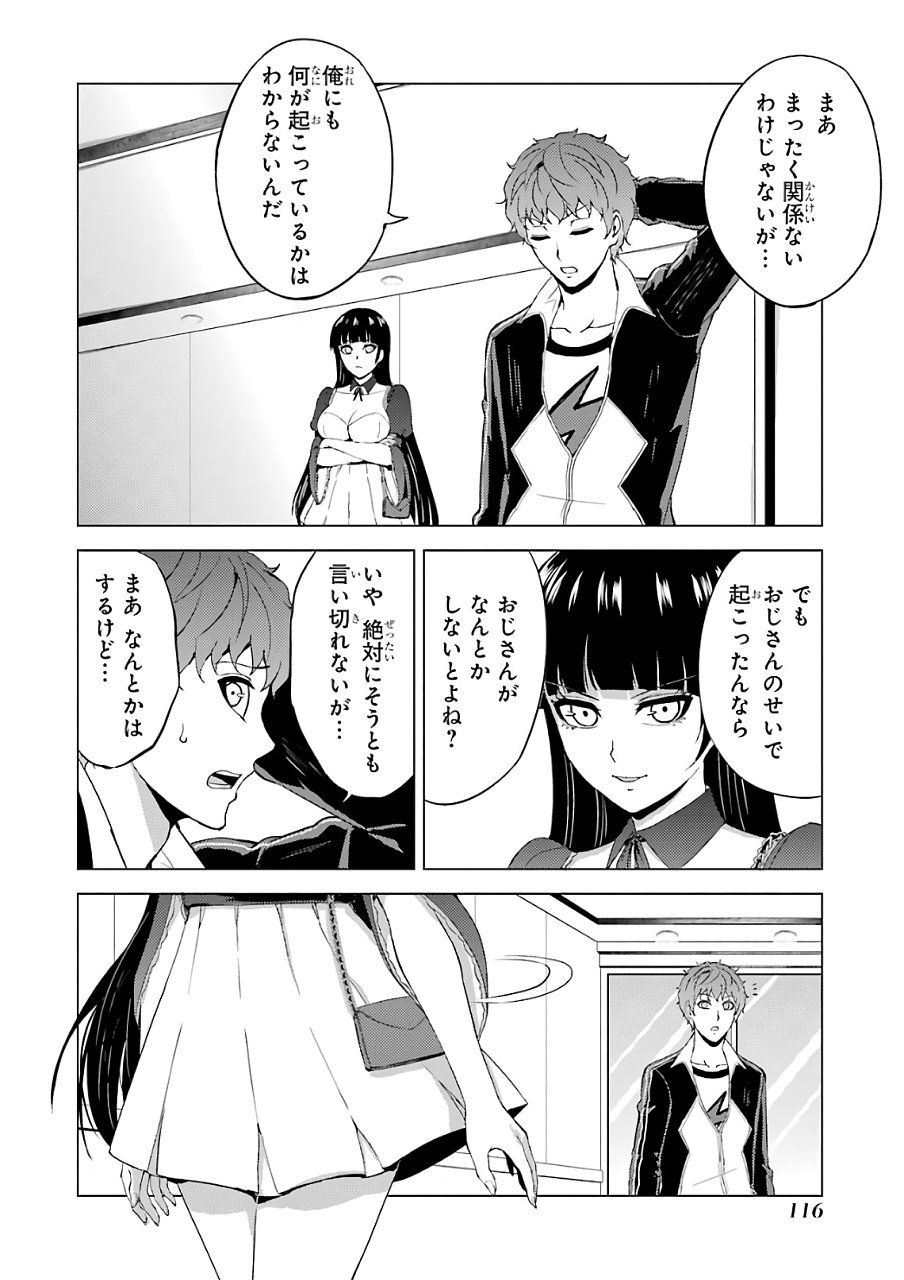 まあ
まったく関係ない
わけじゃないが…
俺にも
何が起こっているかは
わからないんだ
でも
おじさんのせいで
起こったんなら
おじさんが
なんとか
しないとよね?
いや 絶対にそうとも
言い切れないが…
まあ なんとかは
するけど…
116